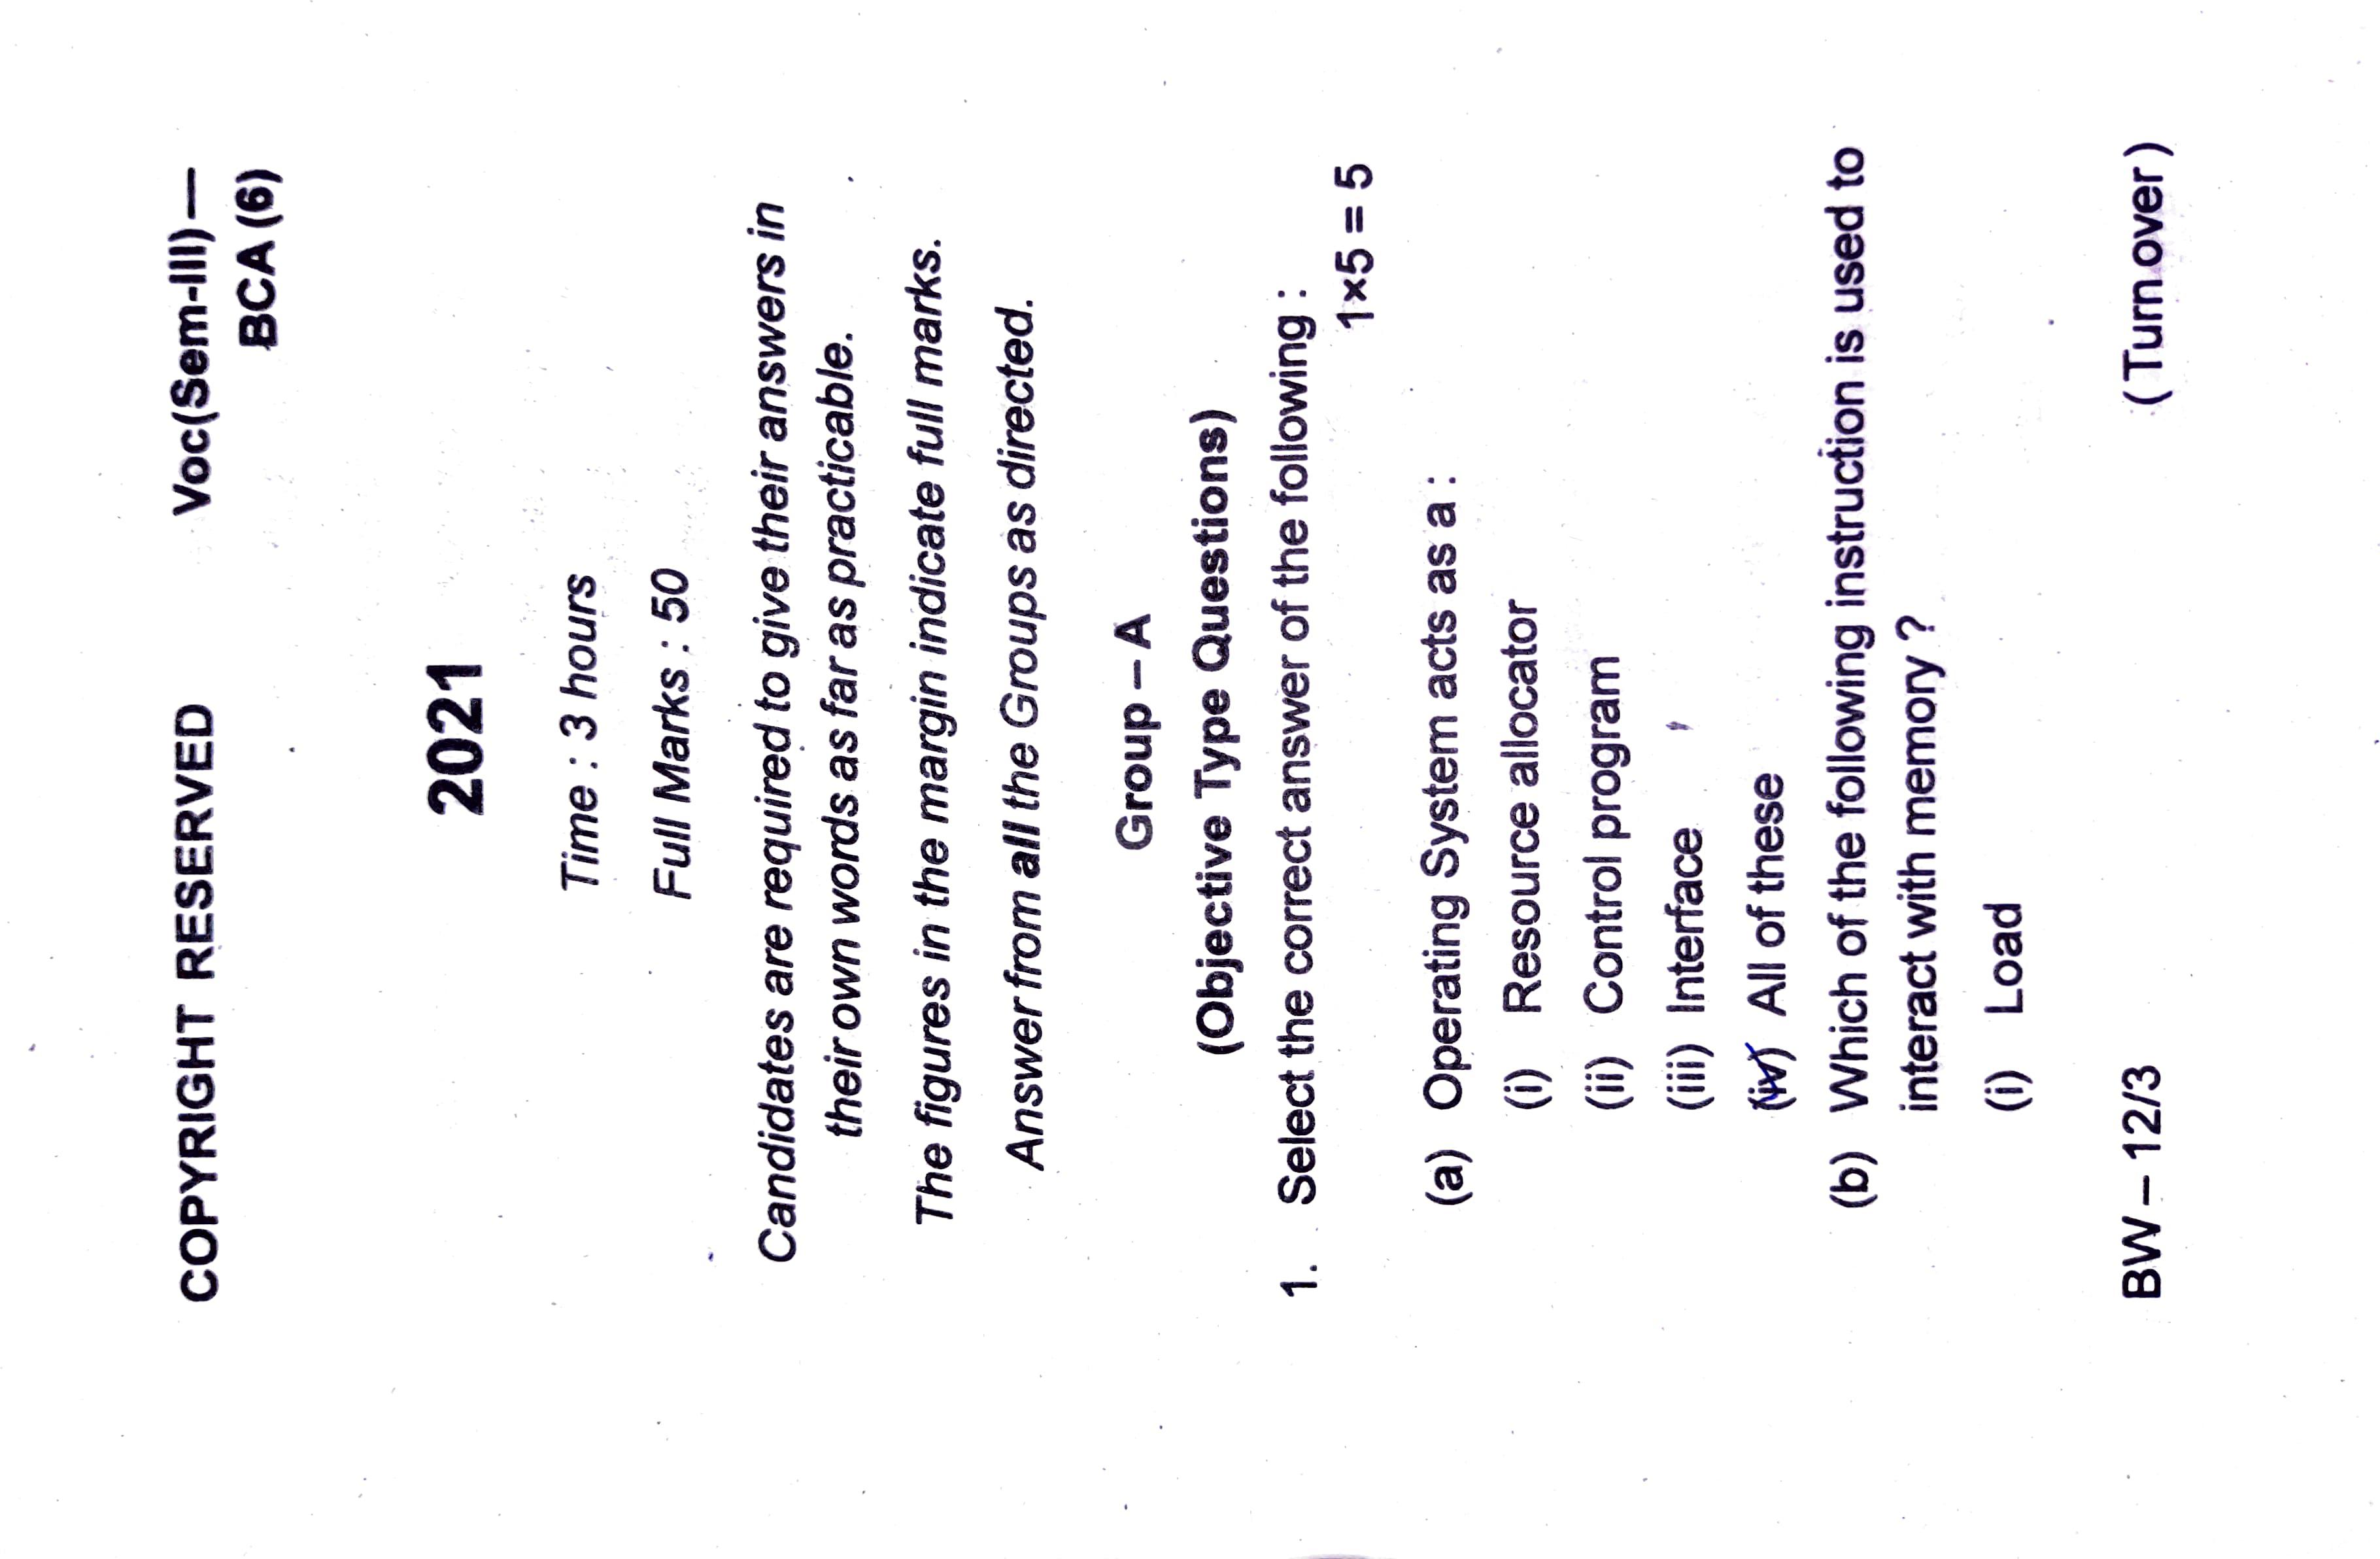 COPYRIGHT RESERVED Voc(Sem-III) —
BCA (6)
2021
Time : 3 hours
Full Marks : 50
Candidates are required to give their answers in
their own words as far as practicable.
The figures in the margin indicate full marks.
Answer from all the Groups as directed.
Group – A
(Objective Type Questions)
1. Select the correct answer of the following :
1×5 = 5
(a) Operating System acts as a :
(i) Resource allocator
(ii) Control program
(iii) Interface
(iv) All of these
(b) Which of the following instruction is used to
interact with memory ?
(i) Load
BW – 12/3 ( Turn over )